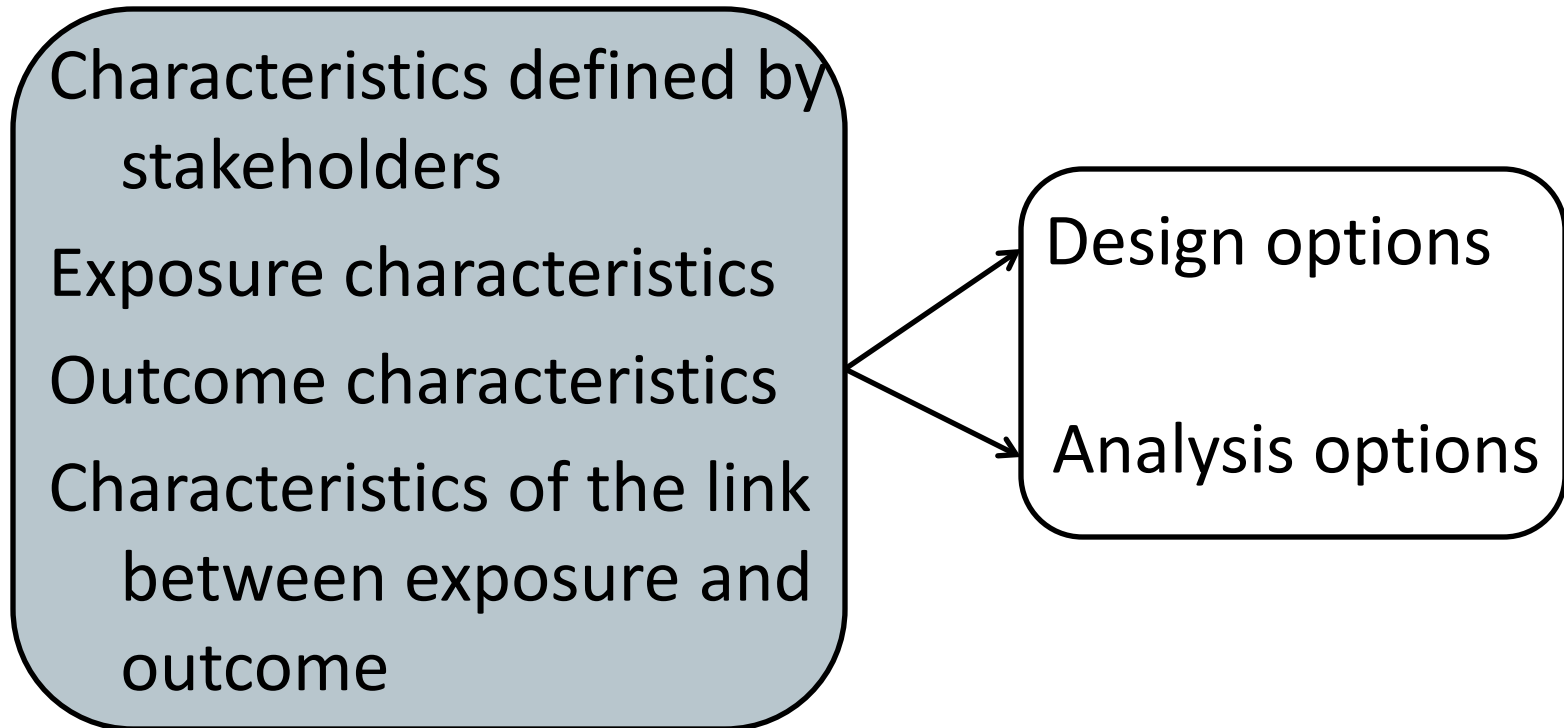 Characteristics defined by
stakeholders
Exposure characteristics
Outcome characteristics
Characteristics of the link
between exposure and
outcome
Design options
Analysis options